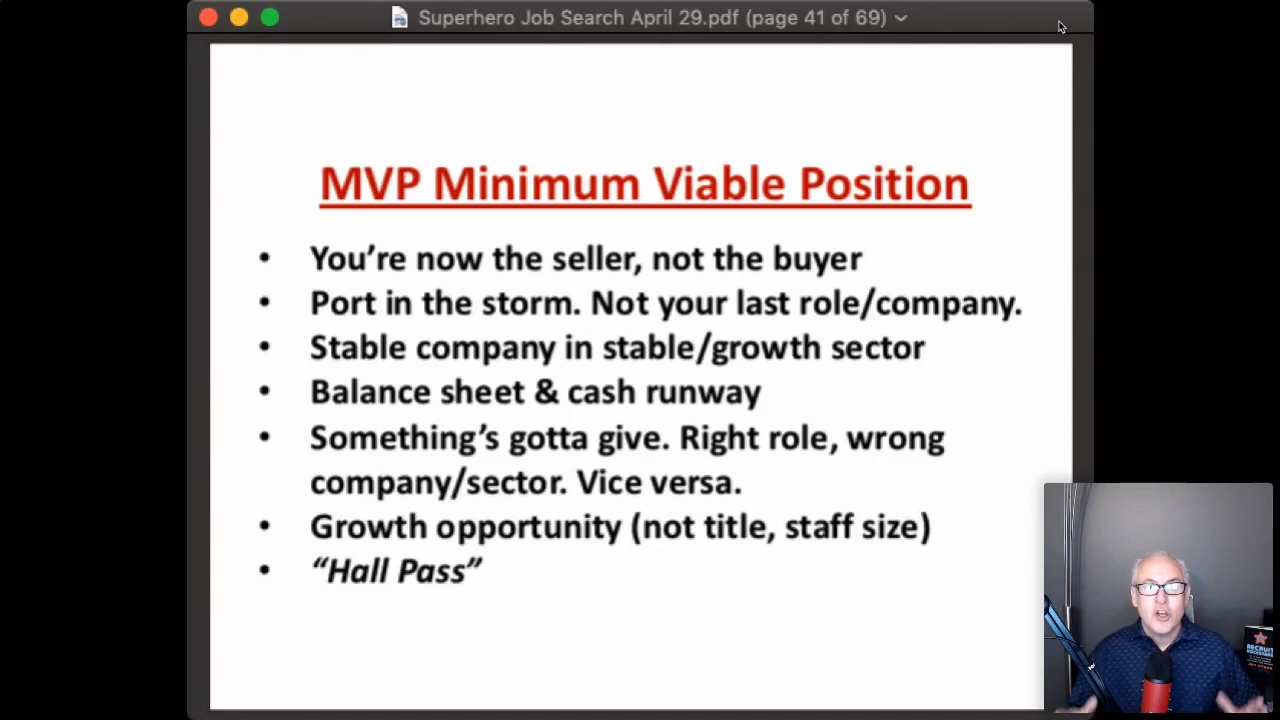 Superhero Job Search April 29.pdf (page 41 of 69)
MVP Minimum Viable Position
• You’re now the seller, not the buyer
• Port in the storm. Not your last role/company.
• Stable company in stable/growth sector
• Balance sheet & cash runway
• Something’s gotta give. Right role, wrong
company/sector. Vice versa.
• Growth opportunity (not title, staff size)
• “Hall Pass”
RECRUIT
ROCKSTARS